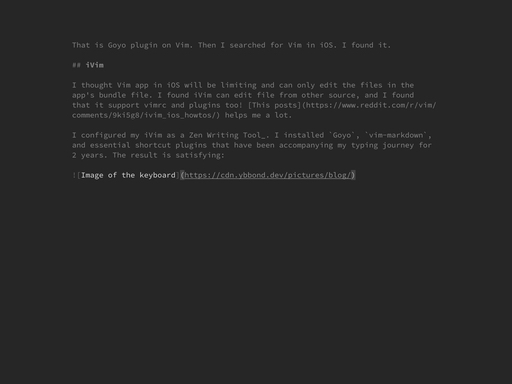 That is Goyo plugin on Vim. Then I searched for Vim in iOS. I found it.
## iVim
I thought Vim app in iOS will be limiting and can only edit the files in the
app's bundle file. I found iVim can edit file from other source, and I found
that it support vimrc and plugins too! [This posts](https://www.reddit.com/r/vim/
comments/9ki5g8/ivim_ios_howtos/) helps me a lot.
I configured my iVim as a Zen Writing Tool_. I installed `Goyo`, `vim-markdown`,
and essential shortcut plugins that have been accompanying my typing journey for
2 years. The result is satisfying:
![Image of the keyboard](https://cdn.ybbond.dev/pictures/blog/)